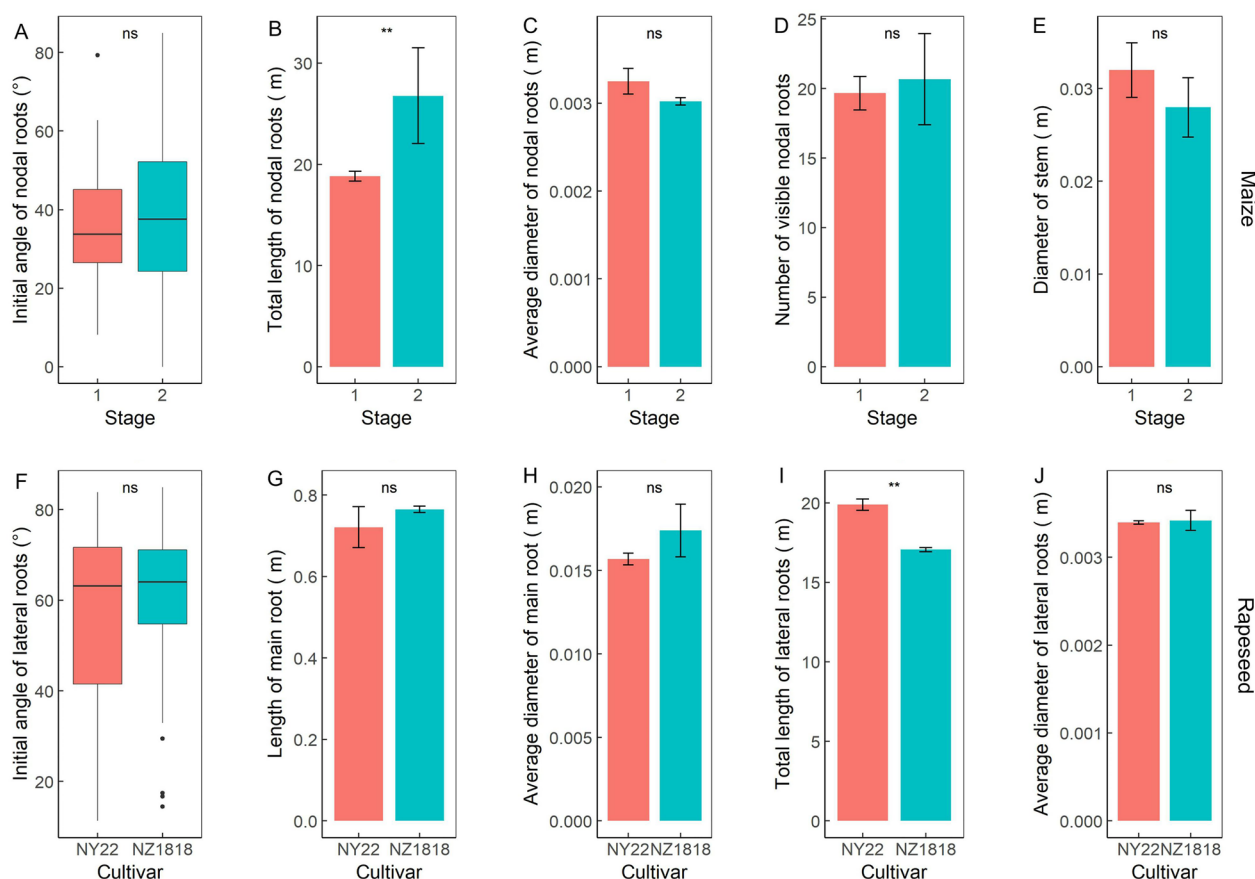 A
ns
Initial angle of nodal roots (°)
80
60
40
20
0
1
2
Stage
B
**
Total length of nodal roots ( m)
30
20
10
0
1
2
Stage
C
ns
Average diameter of nodal roots ( m)
0.003
0.002
0.001
0.000
1
2
Stage
D
ns
Number of visible nodal roots
25
20
15
10
5
0
1
2
Stage
E
ns
Diameter of stem ( m)
0.03
0.02
0.01
0.00
1
2
Stage
Maize
F
ns
Initial angle of lateral roots (°)
80
60
40
20
NY22
NZ1818
Cultivar
G
ns
Length of main root ( m)
0.8
0.6
0.4
0.2
0.0
NY22
NZ1818
Cultivar
H
ns
Average diameter of main root ( m)
0.020
0.015
0.010
0.005
0.000
NY22
NZ1818
Cultivar
I
**
Total length of lateral roots ( m)
20
15
10
5
0
NY22
NZ1818
Cultivar
J
ns
Average diameter of lateral roots ( m)
0.003
0.002
0.001
0.000
NY22
NZ1818
Cultivar
Rapeseed